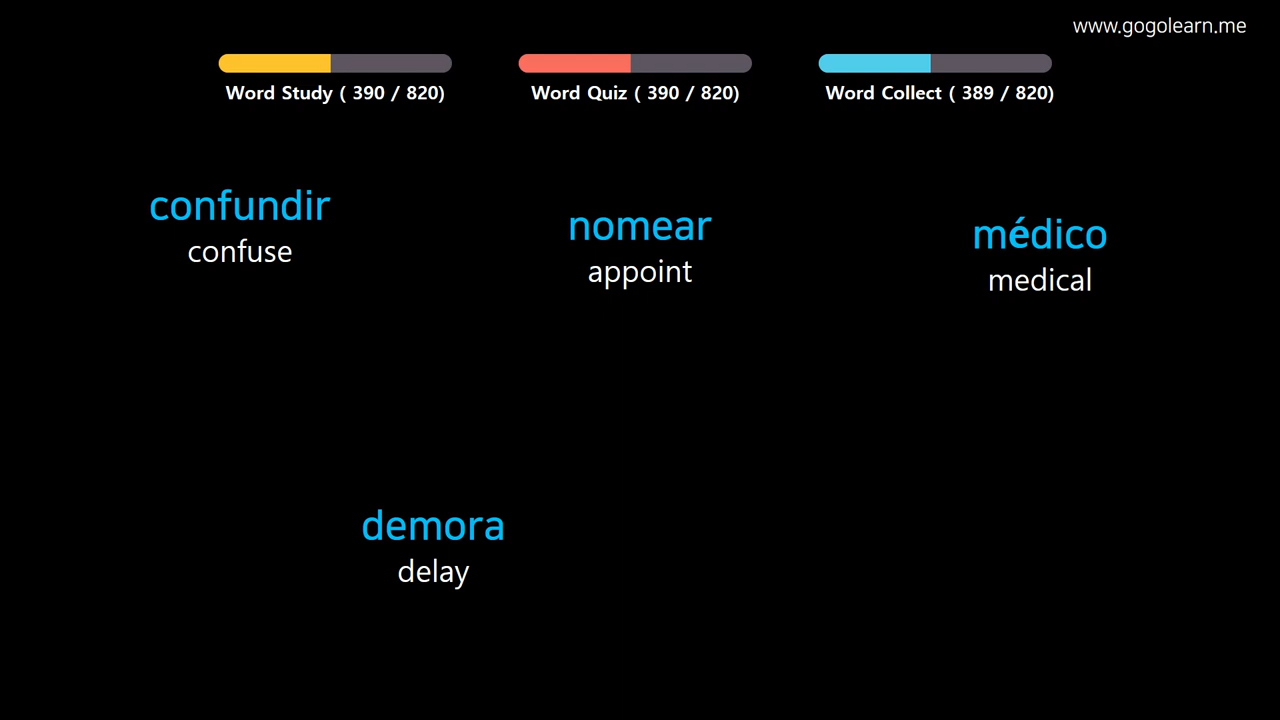 www.gogolearn.me
Word Study ( 390 / 820)
Word Quiz ( 390 / 820)
Word Collect ( 389 / 820)
confundir
confuse
nomear
appoint
médico
medical
demora
delay